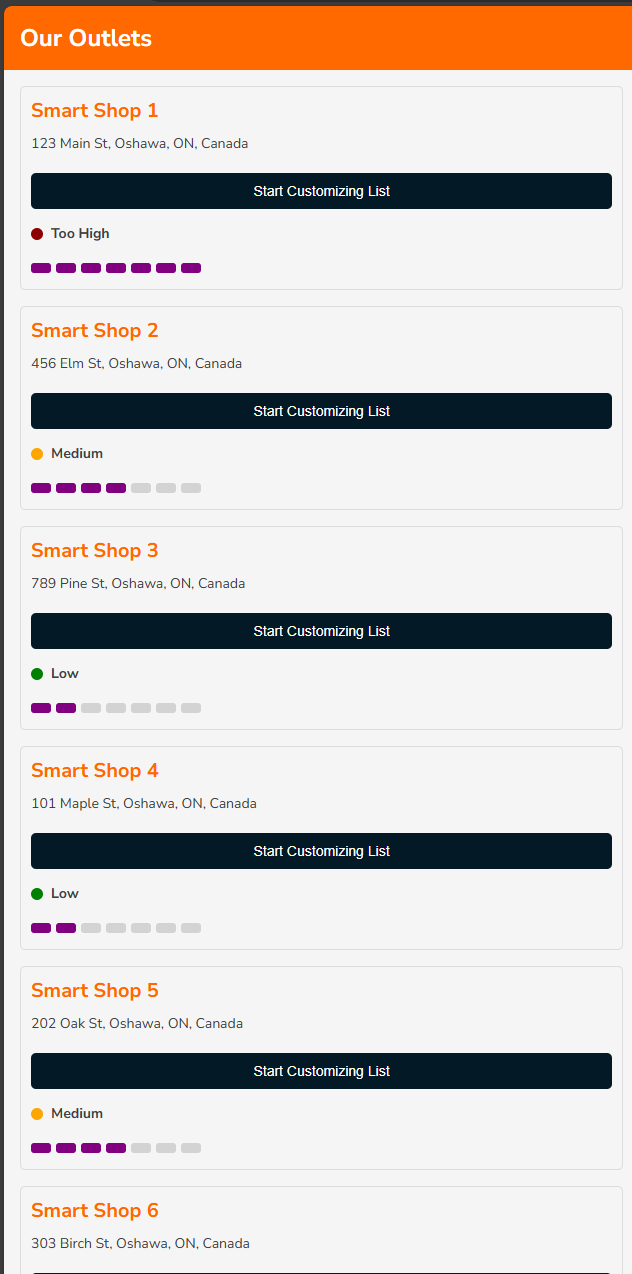 Our Outlets
Smart Shop 1
123 Main St, Oshawa, ON, Canada
Start Customizing List
Too High
Smart Shop 2
456 Elm St, Oshawa, ON, Canada
Start Customizing List
Medium
Smart Shop 3
789 Pine St, Oshawa, ON, Canada
Start Customizing List
Low
Smart Shop 4
101 Maple St, Oshawa, ON, Canada
Start Customizing List
Low
Smart Shop 5
202 Oak St, Oshawa, ON, Canada
Start Customizing List
Medium
Smart Shop 6
303 Birch St, Oshawa, ON, Canada